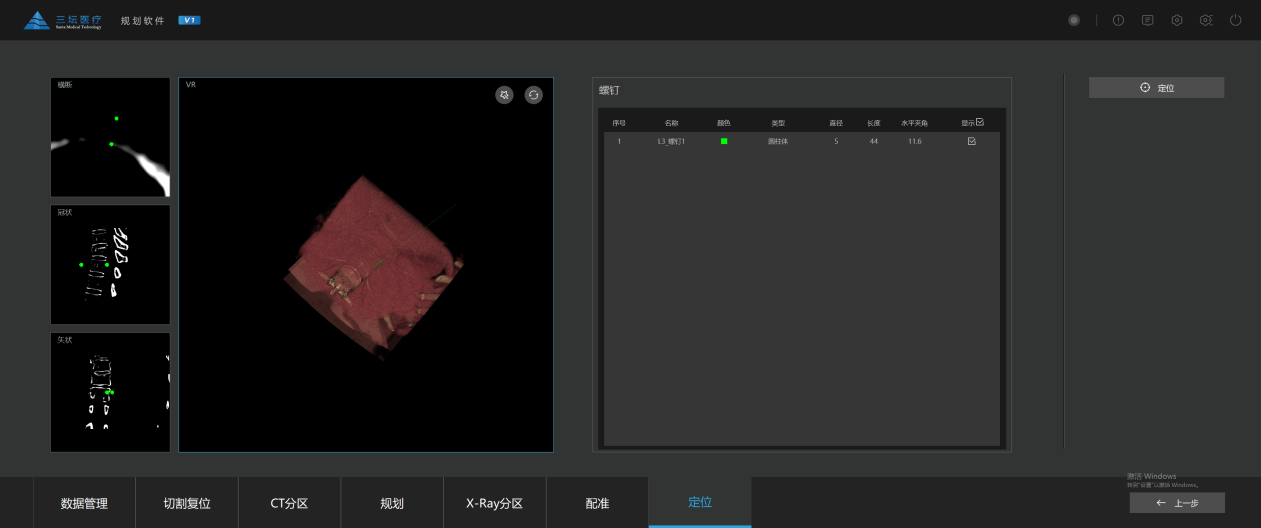 三坛医疗
Santa Medical Technology
规划软件
V1
横断
冠状
矢状
VR
螺钉
序号 名称 颜色 类型 直径 长度 水平夹角 显示
1 L3_螺钉1 圆柱体 5 44 11.6
定位
激活 Windows
转到"设置"以激活 Windows。
上一步
数据管理 切割复位 CT分区 规划 X-Ray分区 配准 定位